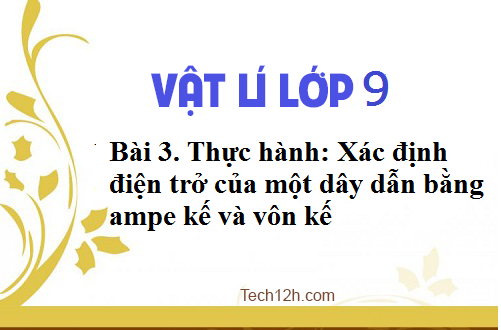 VẬT LÍ LỚP 9
Bài 3. Thực hành: Xác định
điện trở của một dây dẫn bằng
ampe kế và vôn kế
Tech12h.com